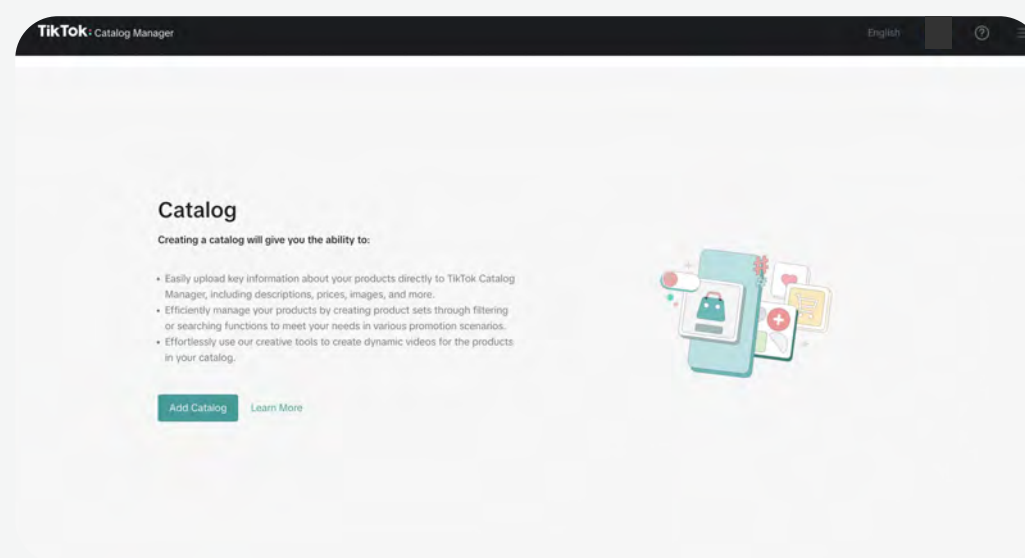 TikTok: Catalog Manager
English
Catalog
Creating a catalog will give you the ability to:
• Easily upload key information about your products directly to TikTok Catalog
Manager, including descriptions, prices, images, and more.
• Efficiently manage your products by creating product sets through filtering
or searching functions to meet your needs in various promotion scenarios.
• Effortlessly use our creative tools to create dynamic videos for the products
in your catalog.
Add Catalog Learn More